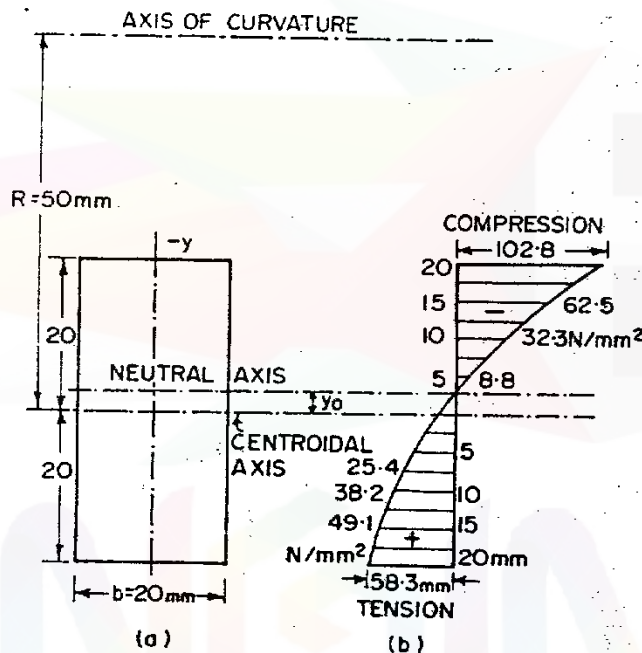 AXIS OF CURVATURE
R=50mm
-y
20
NEUTRAL AXIS
yo
CENTROIDAL
AXIS
20
b=20mm
(a)
COMPRESSION
102.8
20
15
62.5
10
32.3N/mm²
5
8.8
5
25.4
38.2
10
49.1
15
N/mm²
20mm
58.3mm
TENSION
(b)